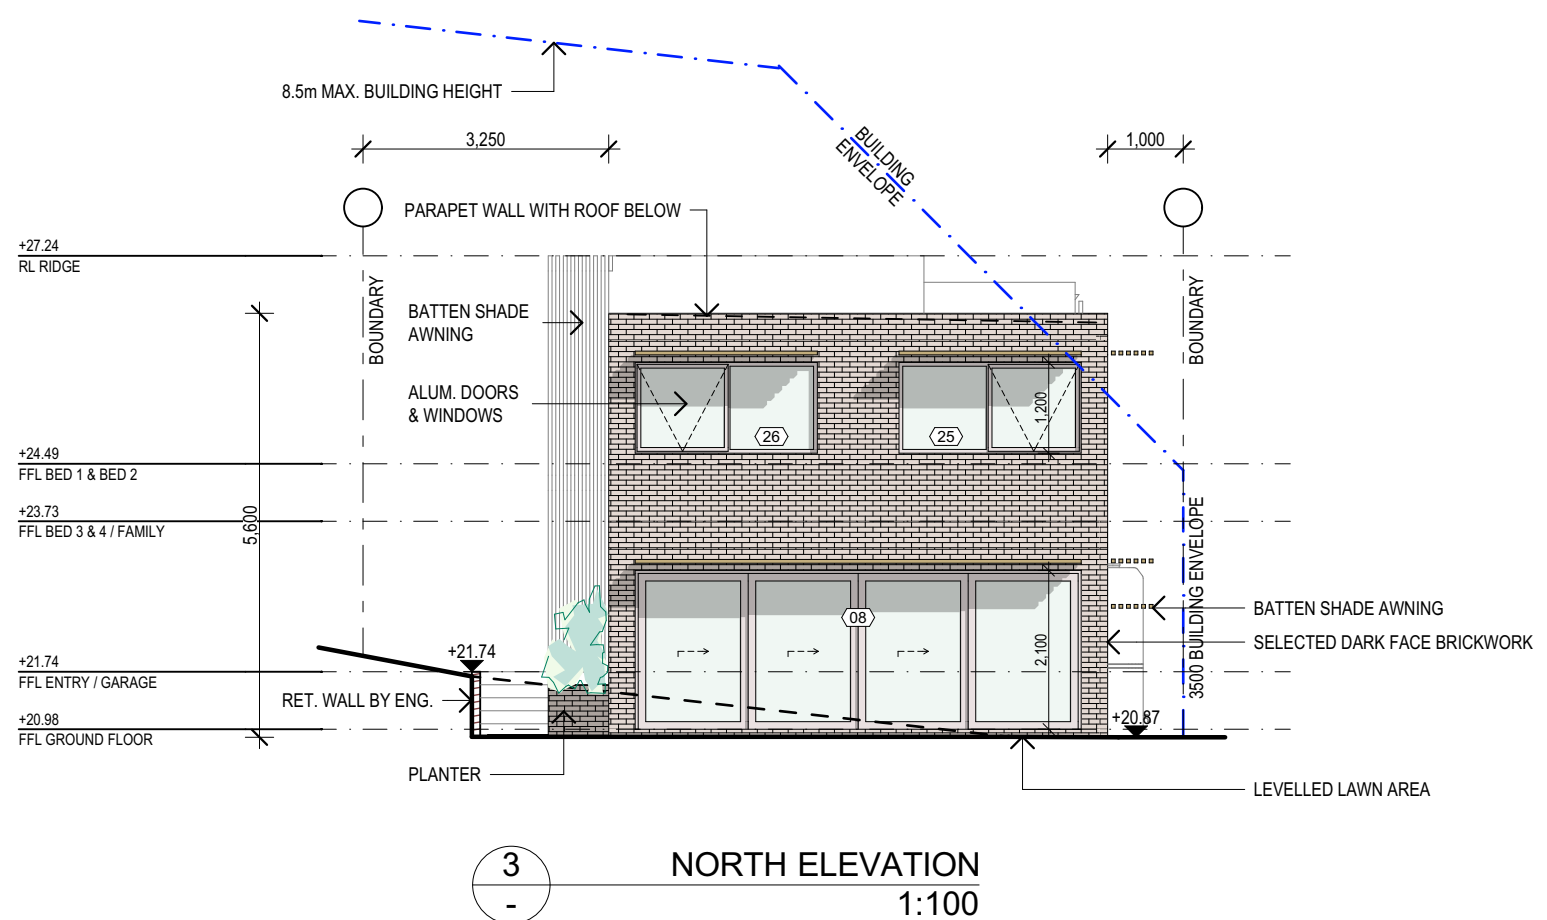 8.5m MAX. BUILDING HEIGHT
3,250
1,000
BUILDING
ENVELOPE
PARAPET WALL WITH ROOF BELOW
+27.24
RL RIDGE
BOUNDARY
BOUNDARY
BATTEN SHADE
AWNING
ALUM. DOORS
& WINDOWS
1,200
26
25
+24.49
FFL BED 1 & BED 2
+23.73
FFL BED 3 & 4 / FAMILY
5,600
3500 BUILDING ENVELOPE
08
BATTEN SHADE AWNING
SELECTED DARK FACE BRICKWORK
2,100
+21.74
+21.74
FFL ENTRY / GARAGE
RET. WALL BY ENG.
+20.87
+20.98
FFL GROUND FLOOR
PLANTER
LEVELLED LAWN AREA
3
-
NORTH ELEVATION
1:100